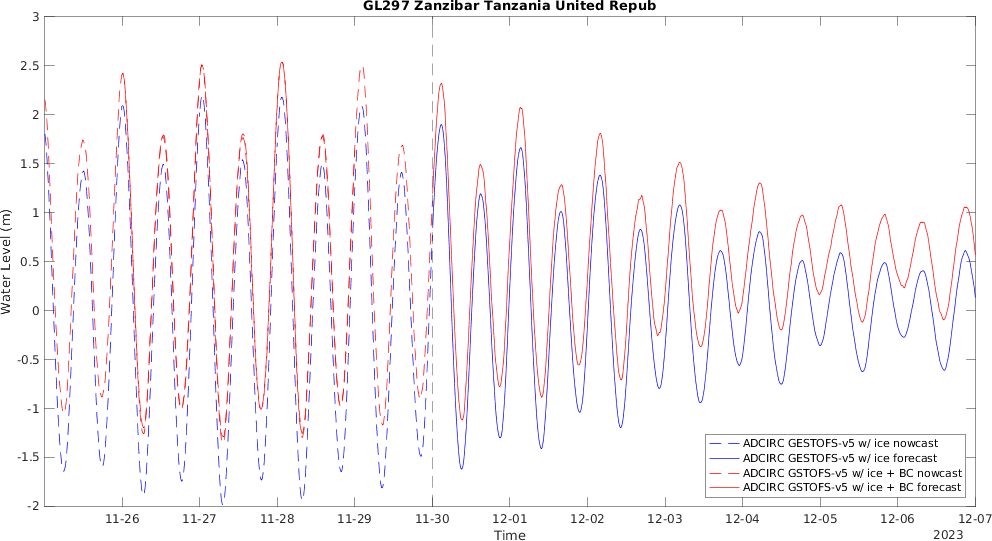 GL297 Zanzibar Tanzania United Repub
3
2.5
2
1.5
1
0.5
0
-0.5
-1
-1.5
-2
Water Level (m)
11-26 11-27 11-28 11-29 11-30 12-01 12-02 12-03 12-04 12-05 12-06 12-07
Time
2023
ADCIRC GESTOFS-v5 w/ ice nowcast
ADCIRC GESTOFS-v5 w/ ice forecast
ADCIRC GSTOFS-v5 w/ ice + BC nowcast
ADCIRC GSTOFS-v5 w/ ice + BC forecast